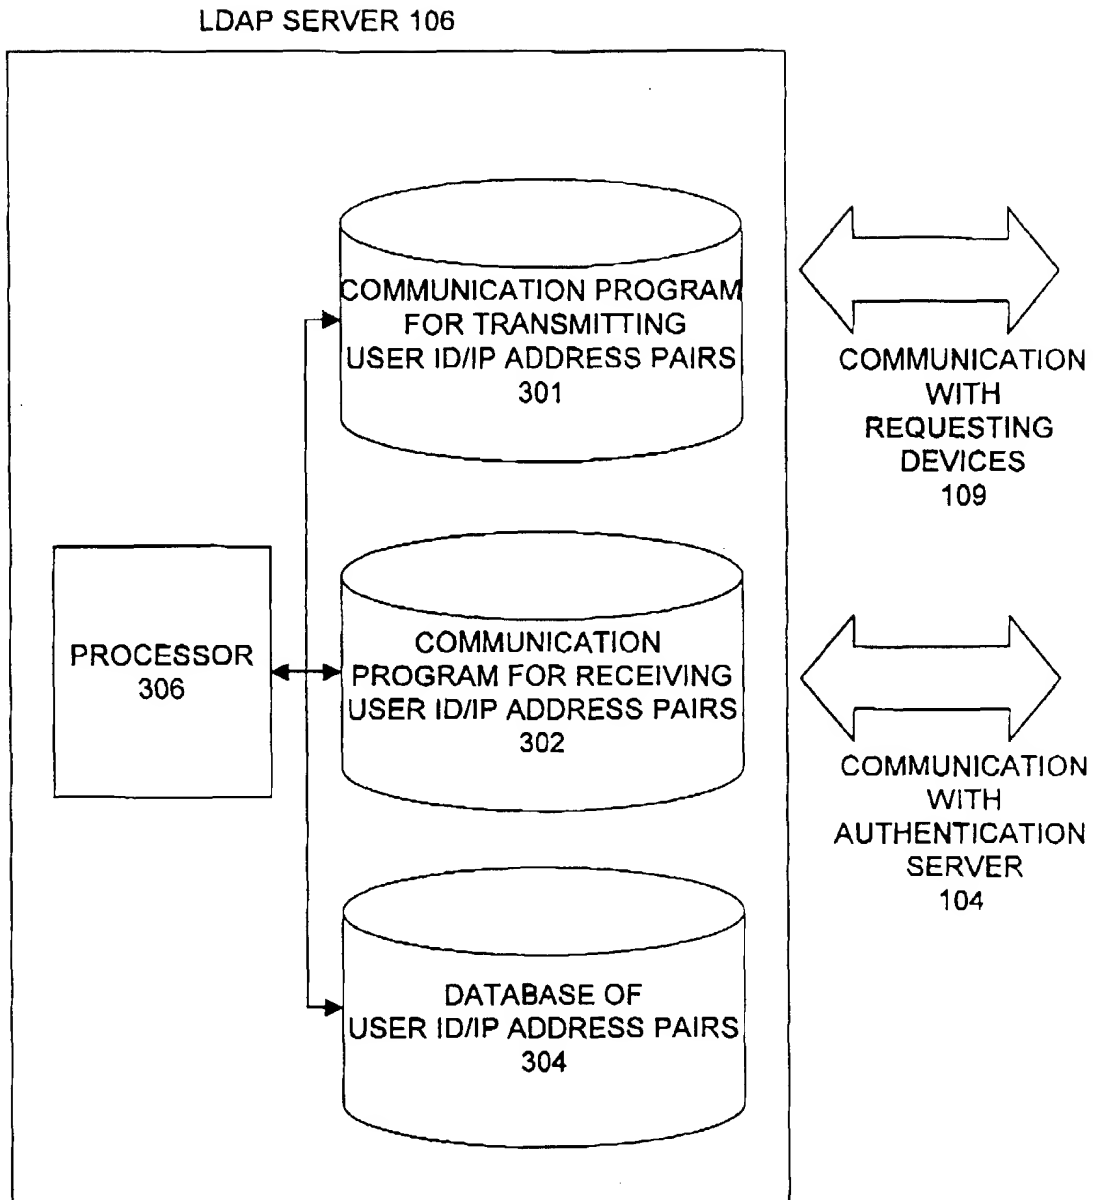 LDAP SERVER 106
COMMUNICATION PROGRAM
FOR TRANSMITTING
USER ID/IP ADDRESS PAIRS
301
COMMUNICATION
WITH
REQUESTING
DEVICES
109
PROCESSOR
306
COMMUNICATION
PROGRAM FOR RECEIVING
USER ID/IP ADDRESS PAIRS
302
COMMUNICATION
WITH
AUTHENTICATION
SERVER
104
DATABASE OF
USER ID/IP ADDRESS PAIRS
304